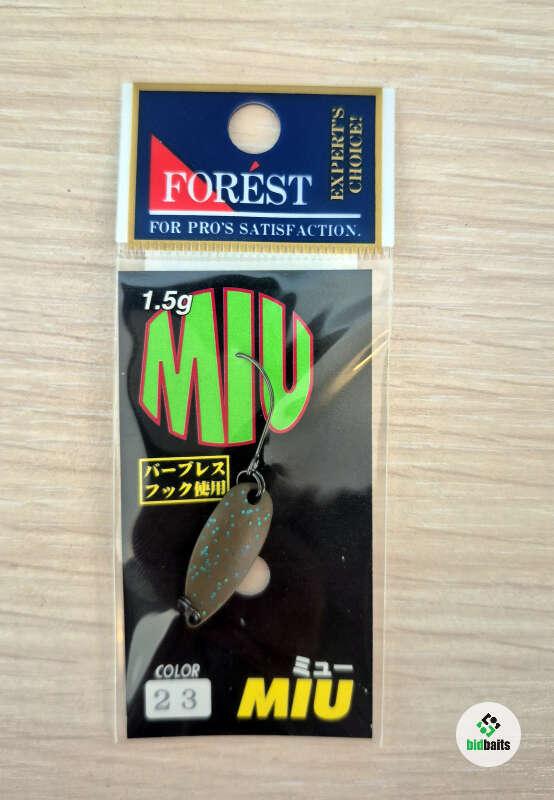 FORÉST
EXPERT'S
CHOICE!
FOR PRO'S SATISFACTION.
1.5g
MIU
バーブレス
フック使用
COLOR
23
ミュー
MIU
bidbaits